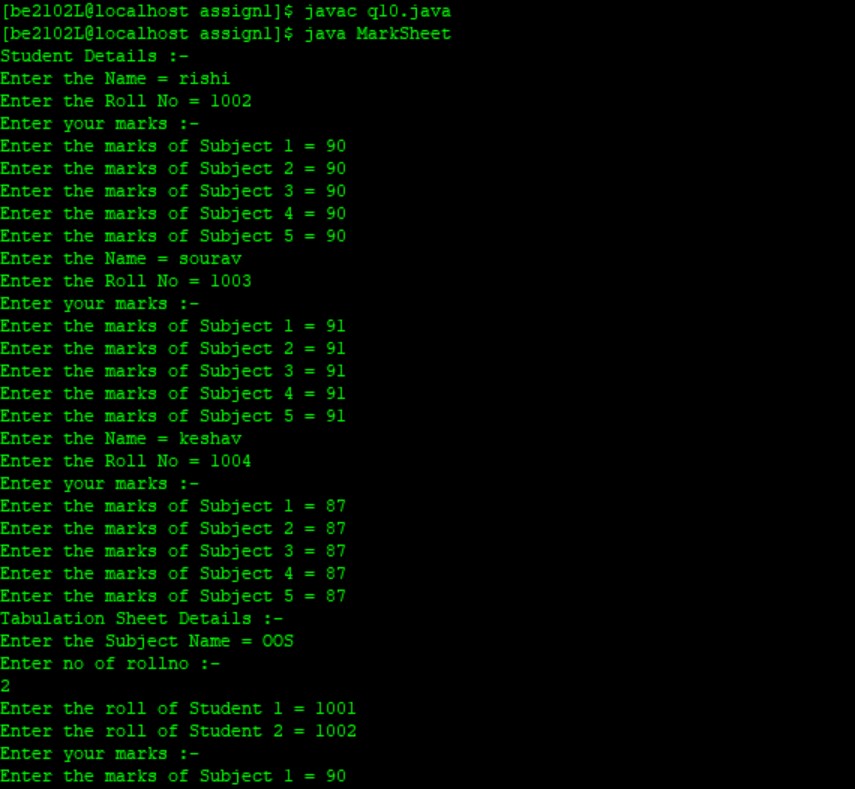 [be2102L@localhost assign1]$ javac q10.java
[be2102L@localhost assign1]$ java MarkSheet
Student Details :-
Enter the Name = rishi
Enter the Roll No = 1002
Enter your marks :-
Enter the marks of Subject 1 = 90
Enter the marks of Subject 2 = 90
Enter the marks of Subject 3 = 90
Enter the marks of Subject 4 = 90
Enter the marks of Subject 5 = 90
Enter the Name = sourav
Enter the Roll No = 1003
Enter your marks :-
Enter the marks of Subject 1 = 91
Enter the marks of Subject 2 = 91
Enter the marks of Subject 3 = 91
Enter the marks of Subject 4 = 91
Enter the marks of Subject 5 = 91
Enter the Name = keshav
Enter the Roll No = 1004
Enter your marks :-
Enter the marks of Subject 1 = 87
Enter the marks of Subject 2 = 87
Enter the marks of Subject 3 = 87
Enter the marks of Subject 4 = 87
Enter the marks of Subject 5 = 87
Tabulation Sheet Details :-
Enter the Subject Name = OOS
Enter no of rollno :-
2
Enter the roll of Student 1 = 1001
Enter the roll of Student 2 = 1002
Enter your marks :-
Enter the marks of Subject 1 = 90